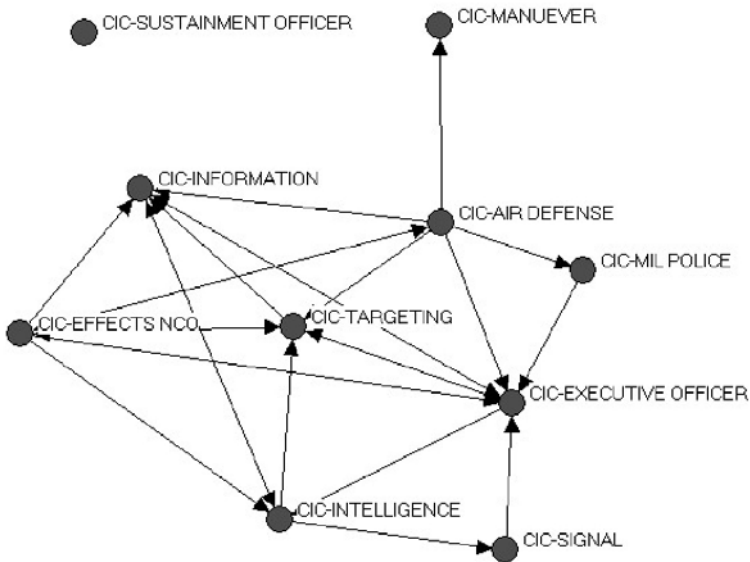 CIC-SUSTAINMENT OFFICER
CIC-MANUEVER
CIC-INFORMATION
CIC-AIR DEFENSE
CIC-MIL POLICE
CIC-EFFECTS NCO
CIC-TARGETING
CIC-EXECUTIVE OFFICER
CIC-INTELLIGENCE
CIC-SIGNAL